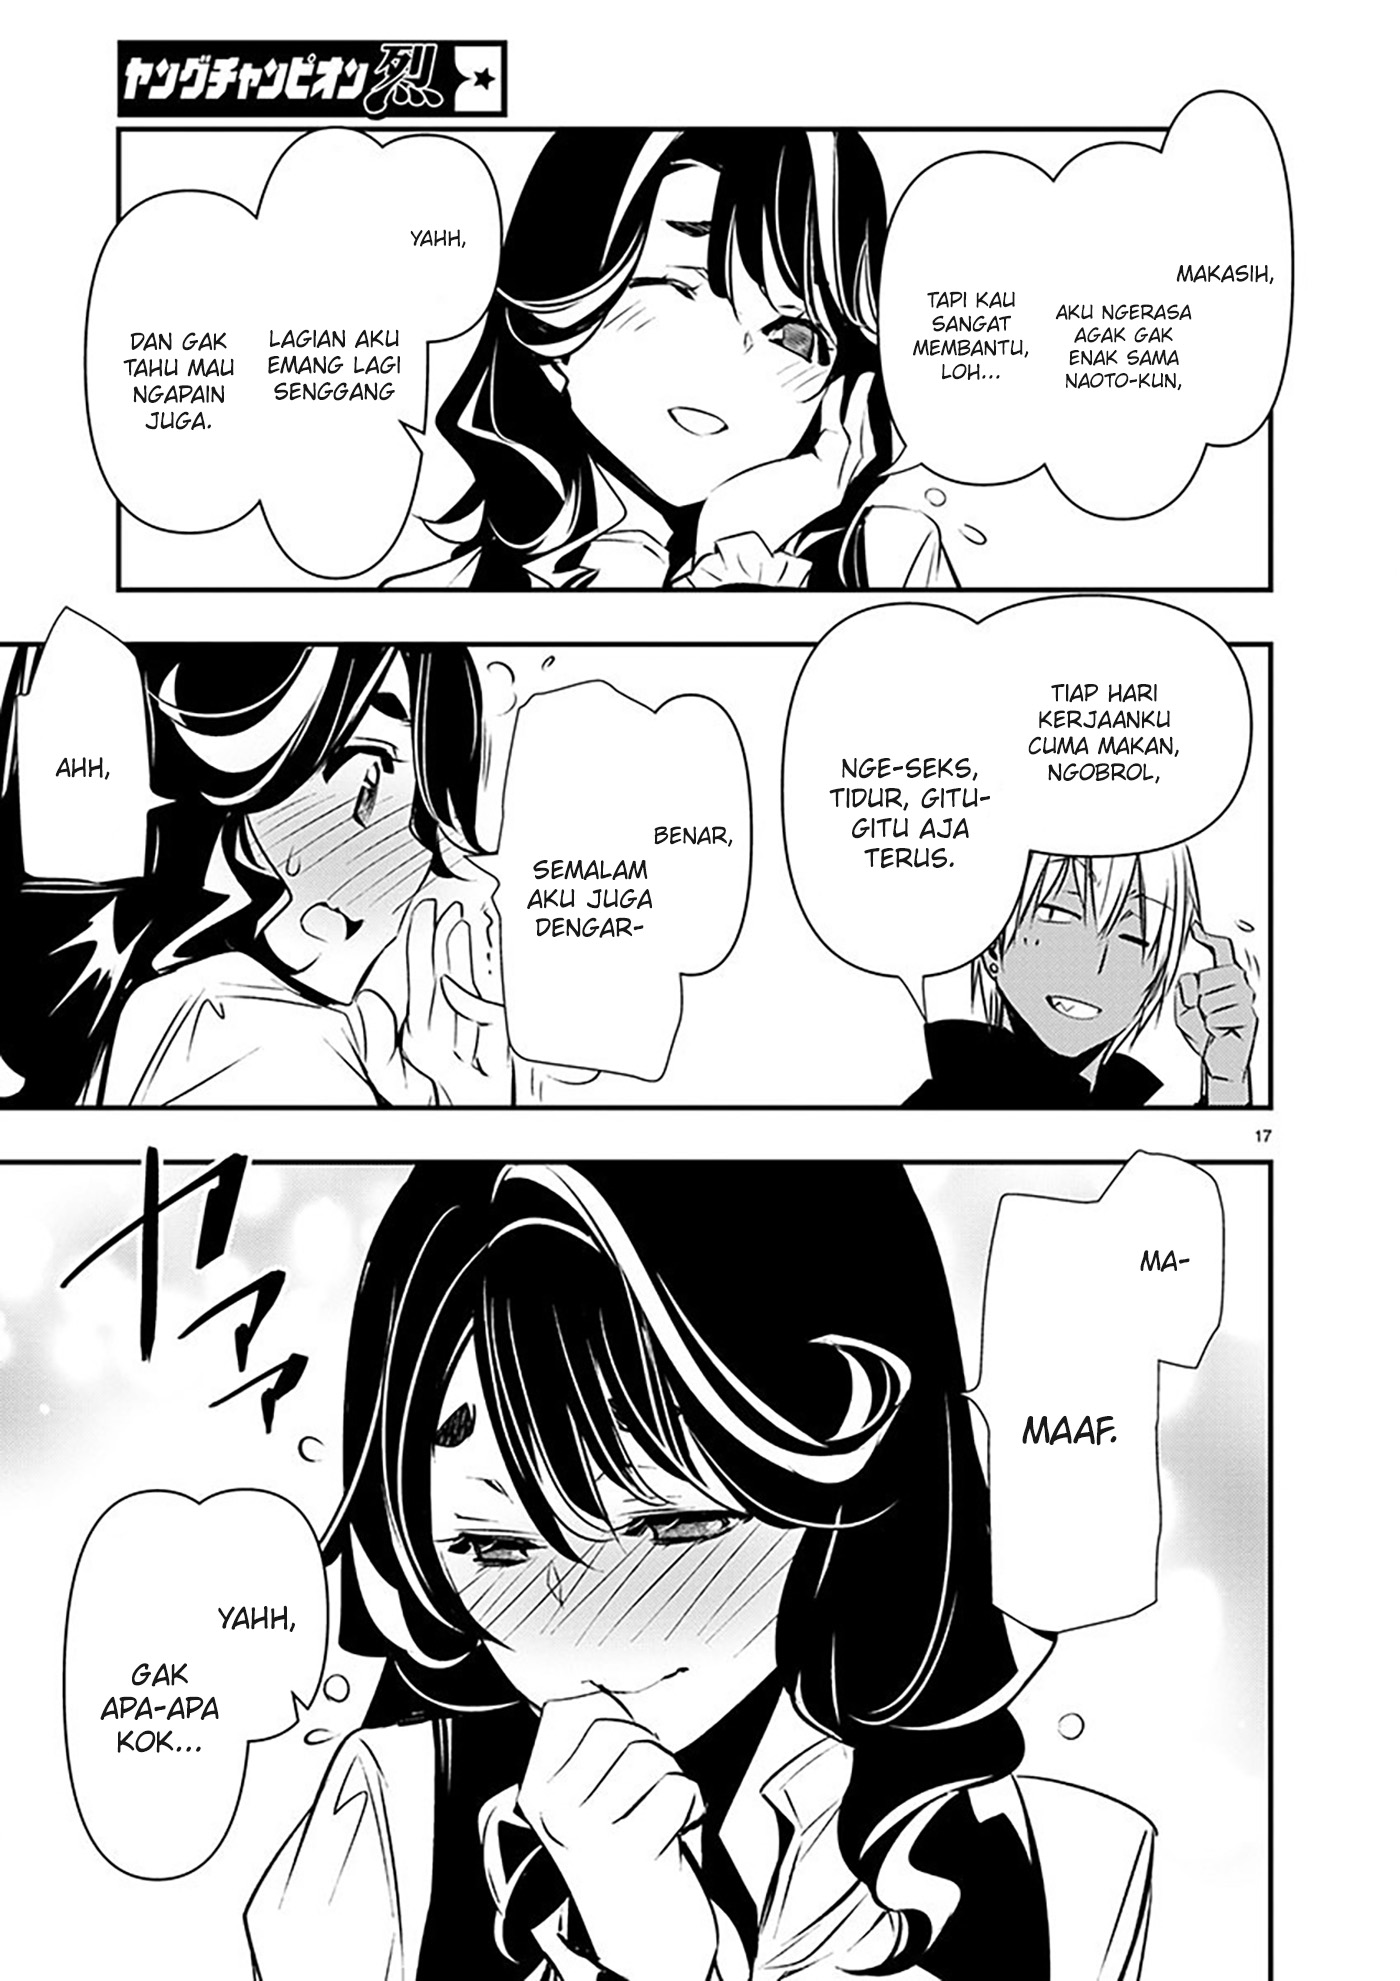 ヤングチャンピオン烈
MAKASIH,
AKU NGERASA
AGAK GAK
ENAK SAMA
NAOTO-KUN,
TAPI KAU
SANGAT
MEMBANTU,
LOH...
YAHH,
LAGIAN AKU
EMANG LAGI
SENGGANG
DAN GAK
TAHU MAU
NGAPAIN
JUGA.
TIAP HARI
KERJAANKU
CUMA MAKAN,
NGOBROL,
NGE-SEKS,
TIDUR, GITU-
GITU AJA
TERUS.
BENAR,
SEMALAM
AKU JUGA
DENGAR-
AHH,
17
MA-
MAAF.
カァァ
YAHH,
GAK
APA-APA
KOK...